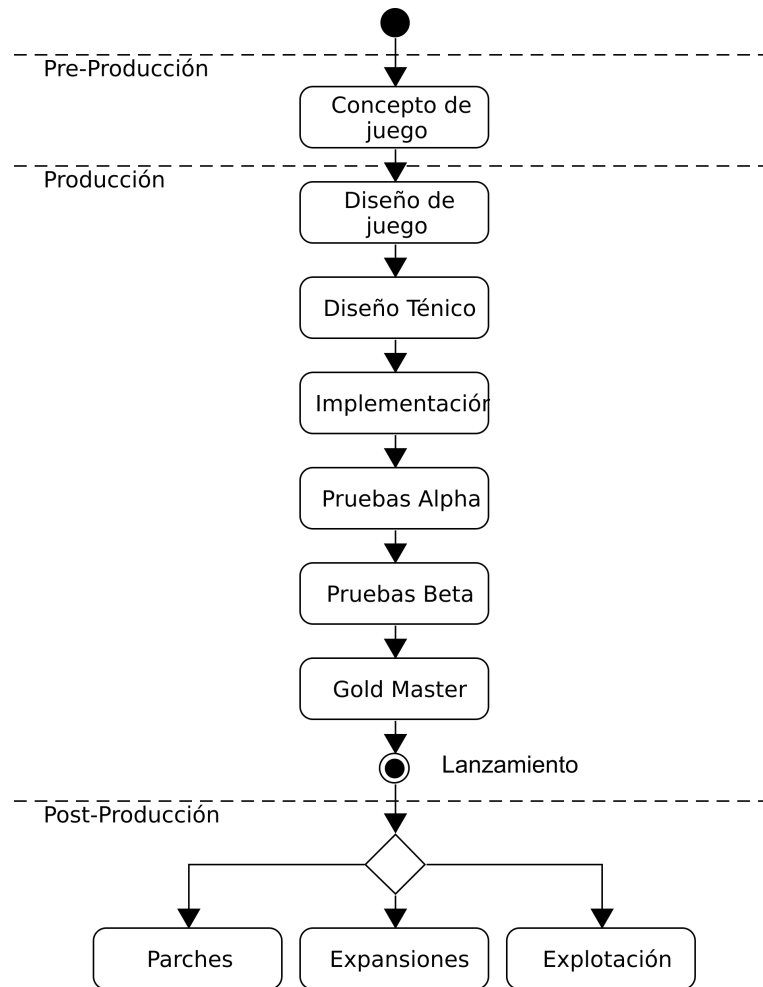 Pre-Producción
Concepto de
juego
Producción
Diseño de
juego
Diseño Ténico
Implementación
Pruebas Alpha
Pruebas Beta
Gold Master
Lanzamiento
Post-Producción
Parches
Expansiones
Explotación